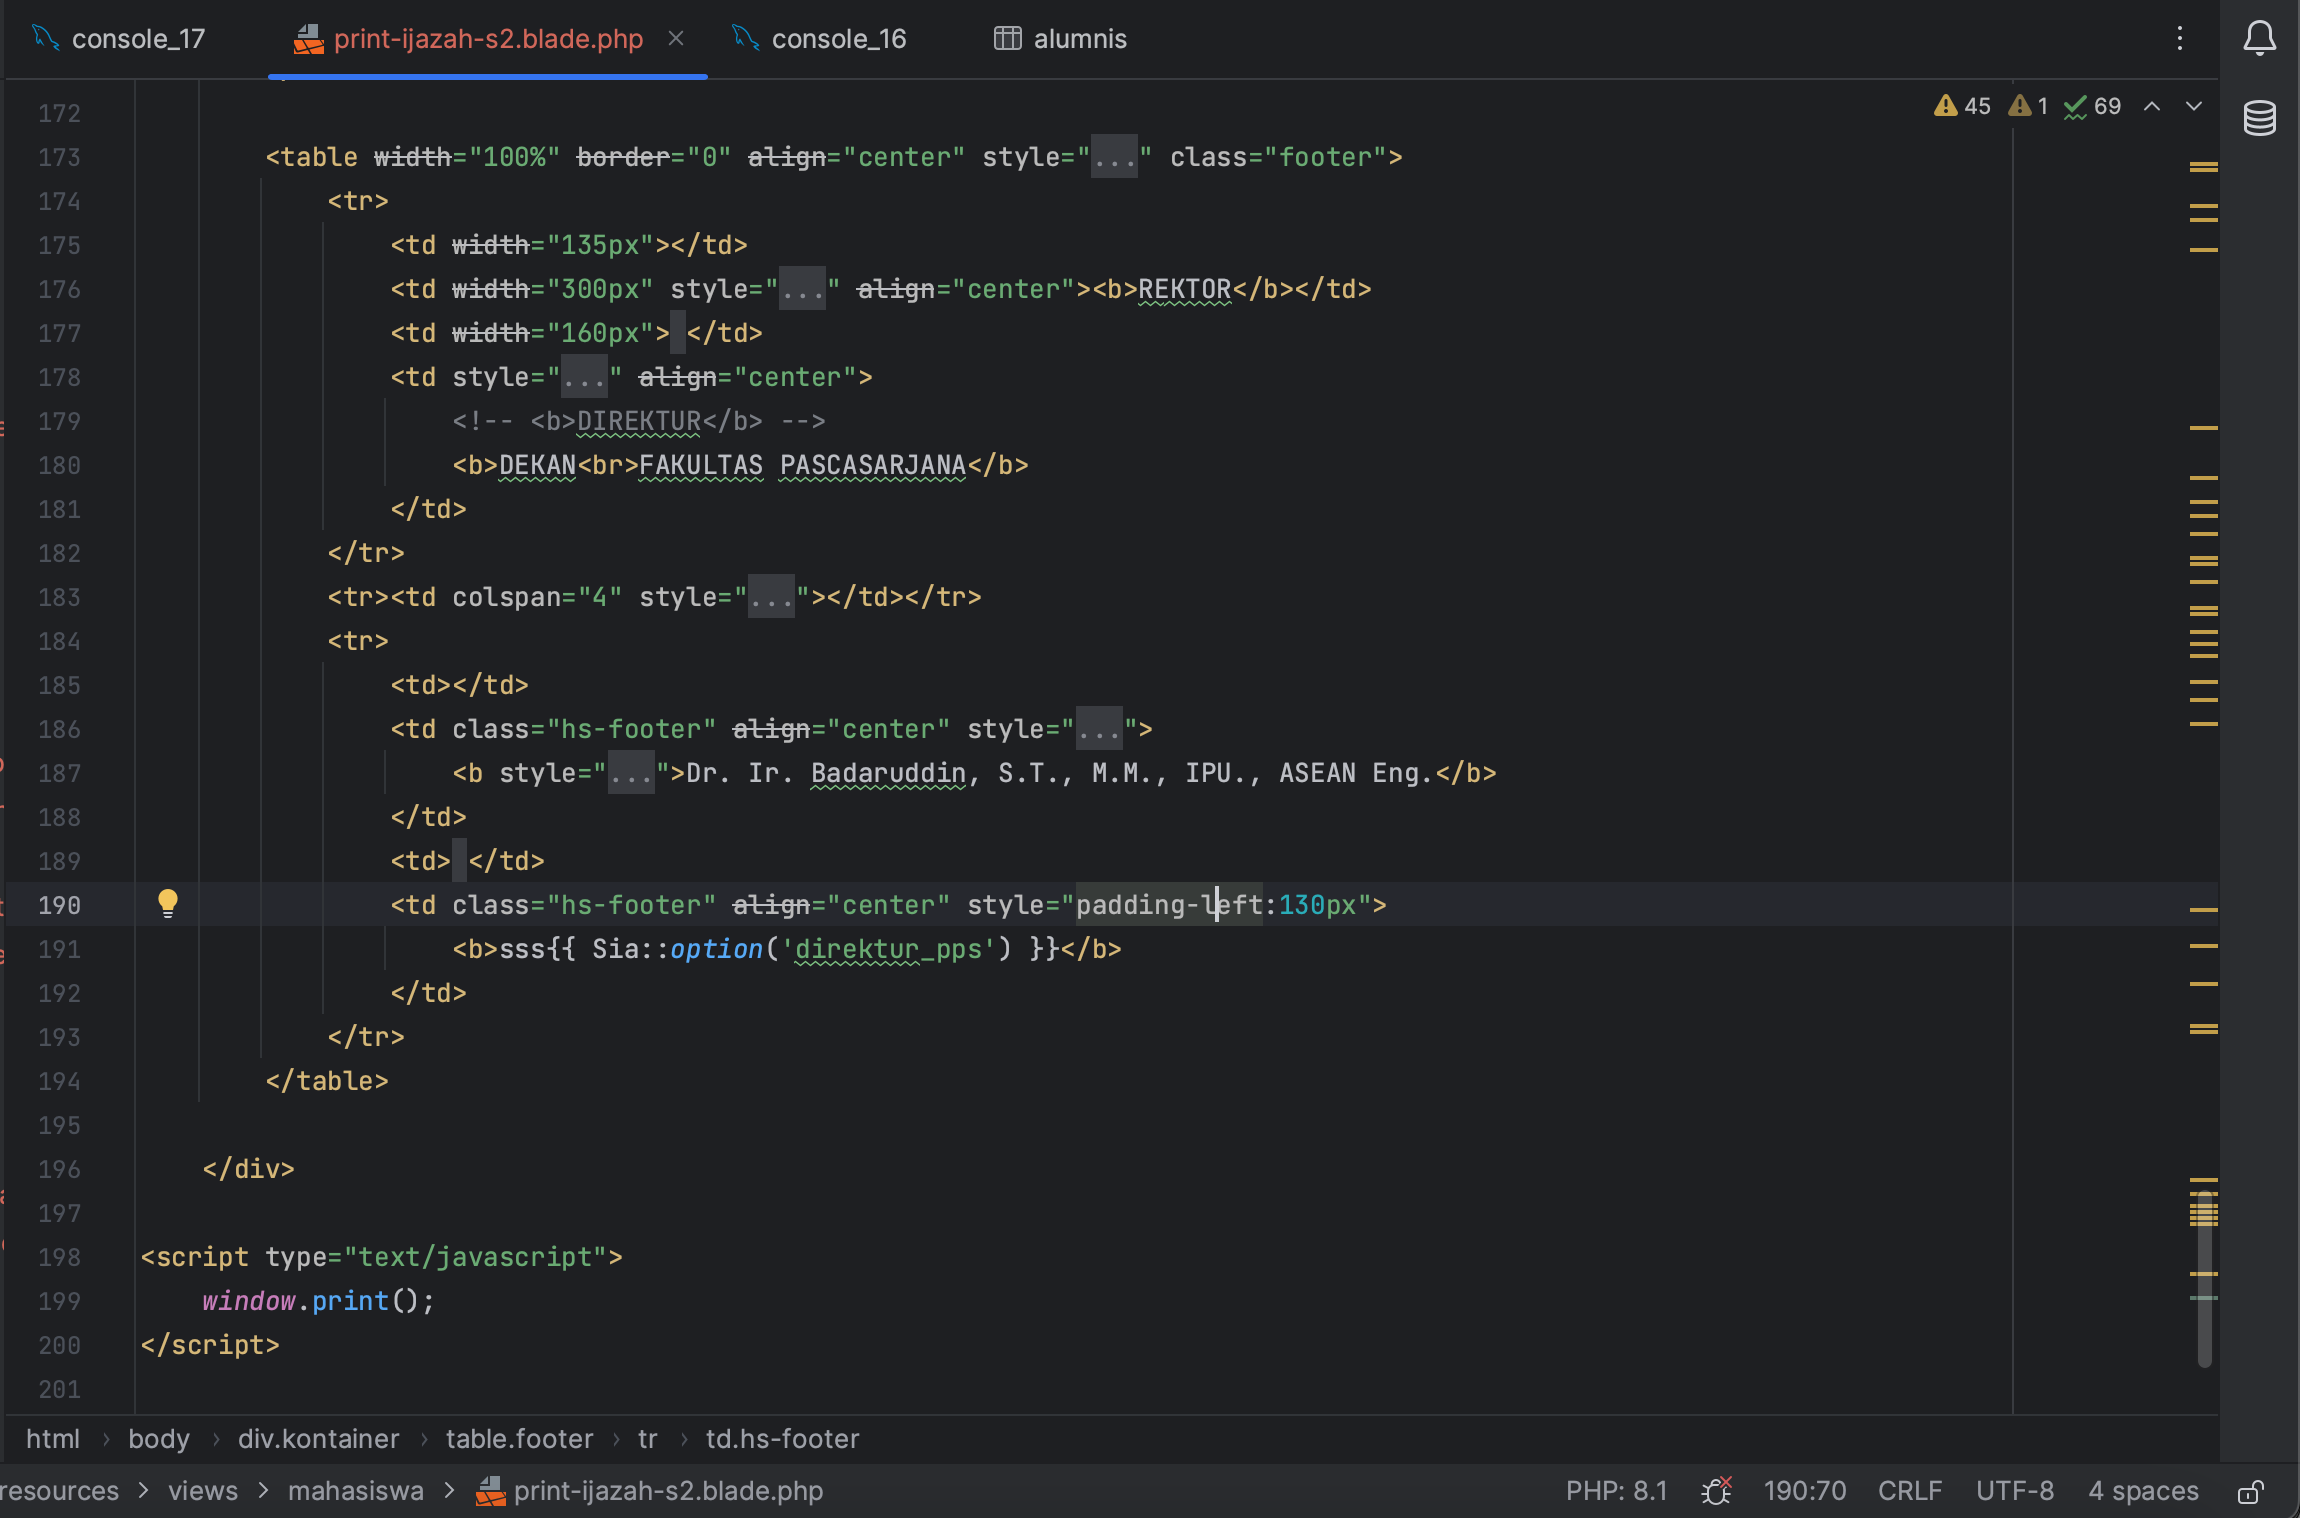 console_17 print-ijazah-s2.blade.php console_16 alumnis
45 1 69
172
173 <table width="100%" border="0" align="center" style="..." class="footer">
174 <tr>
175 <td width="135px"></td>
176 <td width="300px" style="..." align="center"><b>REKTOR</b></td>
177 <td width="160px"> </td>
178 <td style="..." align="center">
179 <!-- <b>DIREKTUR</b> -->
180 <b>DEKAN<br>FAKULTAS PASCASARJANA</b>
181 </td>
182 </tr>
183 <tr><td colspan="4" style="..."></td></tr>
184 <tr>
185 <td></td>
186 <td class="hs-footer" align="center" style="...">
187 <b style="...">Dr. Ir. Badaruddin, S.T., M.M., IPU., ASEAN Eng.</b>
188 </td>
189 <td> </td>
190 <td class="hs-footer" align="center" style="padding-left:130px">
191 <b>sss{{ Sia::option('direktur_pps') }}</b>
192 </td>
193 </tr>
194 </table>
195
196 </div>
197
198 <script type="text/javascript">
199 window.print();
200 </script>
201
html › body › div.kontainer › table.footer › tr › td.hs-footer
resources > views > mahasiswa > print-ijazah-s2.blade.php PHP: 8.1 190:70 CRLF UTF-8 4 spaces